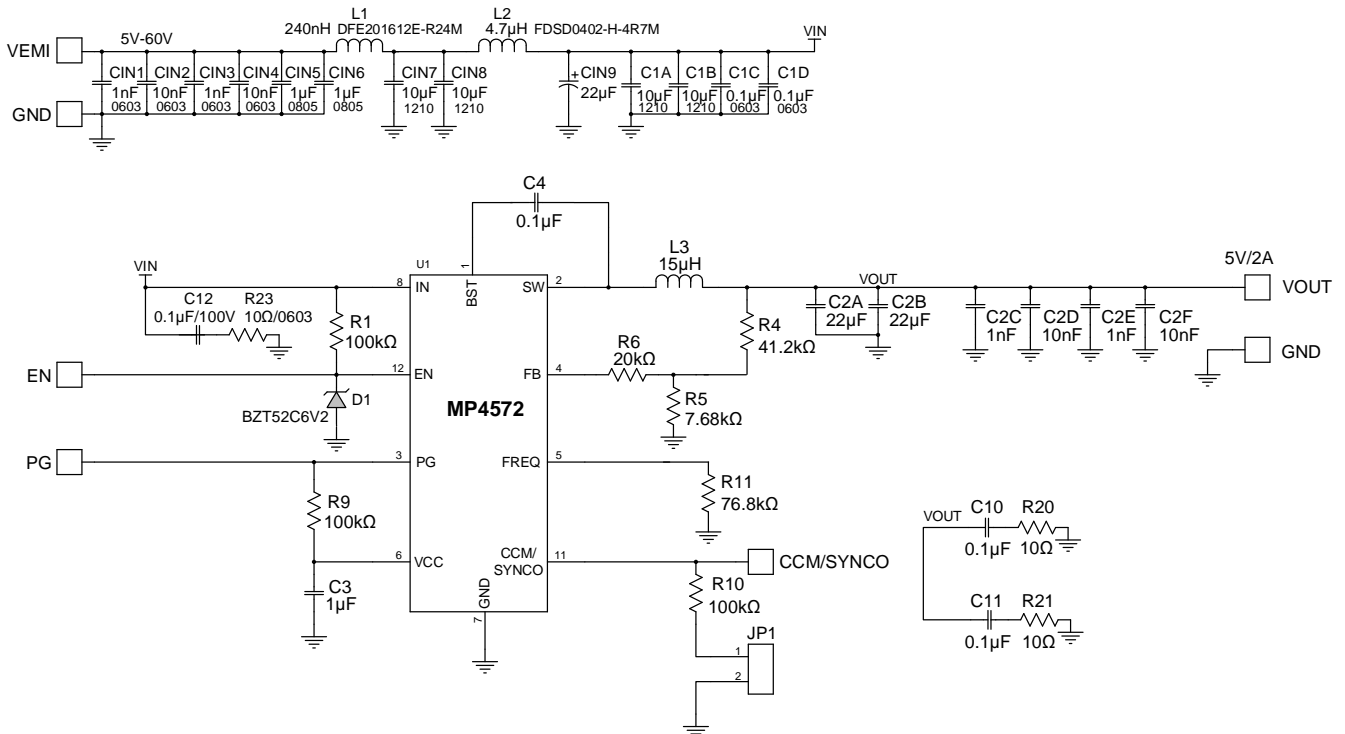 L1
L2
240nH DFE201612E-R24M
4.7µH FDSD0402-H-4R7M
VEMI
5V-60V
VIN
CIN1
1nF
0603
CIN2
10nF
0603
CIN3
1nF
0603
CIN4
10nF
0603
CIN5
1µF
0805
CIN6
1µF
0805
CIN7
10µF
1210
CIN8
10µF
1210
+
CIN9
22µF
C1A
10µF
1210
C1B
10µF
1210
C1C
0.1µF
0603
C1D
0.1µF
0603
GND
C4
0.1µF
VIN
C12
0.1µF/100V
R23
10Ω/0603
R1
100kΩ
EN
D1
BZT52C6V2
PG
R9
100kΩ
C3
1µF
U1
MP4572
8
IN
12
EN
3
PG
6
VCC
1
BST
SW
2
FB
4
FREQ
5
CCM/
SYNCO
11
GND
7
L3
15µH
R6
20kΩ
R4
41.2kΩ
R5
7.68kΩ
R11
76.8kΩ
VOUT
C2A
22µF
C2B
22µF
C2C
1nF
C2D
10nF
C2E
1nF
C2F
10nF
5V/2A
VOUT
GND
CCM/SYNCO
R10
100kΩ
JP1
1
2
VOUT
C10
0.1µF
R20
10Ω
C11
0.1µF
R21
10Ω